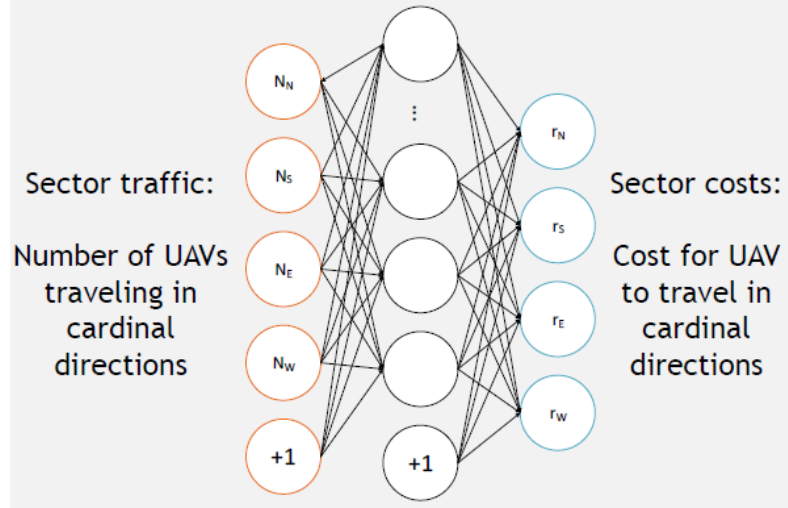 Sector traffic:
Number of UAVs
traveling in
cardinal
directions
N_N
N_S
N_E
N_W
+1
⋮
+1
r_N
r_S
r_E
r_W
Sector costs:
Cost for UAV
to travel in
cardinal
directions